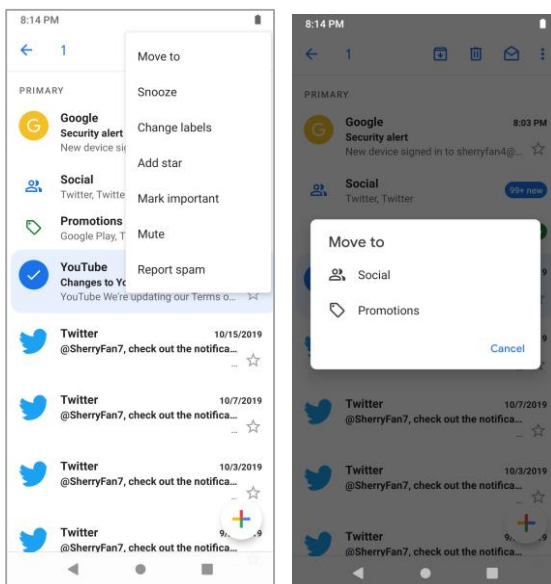 8:14 PM
1
Move to
Snooze
Change labels
Add star
Mark important
Mute
Report spam
PRIMARY
G
Google
Security alert
New device
Social
Twitter,
Promotions
Google Play,
YouTube
Changes to
YouTube We're updating our Terms o...
Twitter 10/15/2019
@SherryFan7, check out the notifica...
...
Twitter 10/7/2019
@SherryFan7, check out the notifica...
...
Twitter 10/3/2019
@SherryFan7, check out the notifica...
...
Twitter
@SherryFan7, check out the notifica...
8:14 PM
1
PRIMARY
G
Google 8:03 PM
Security alert
New device signed in to sherryfan4@...
Social
Twitter, Twitter 99+ new
Move to
Social
Promotions
Cancel
Twitter 10/7/2019
@SherryFan7, check out the notifica...
...
Twitter 10/3/2019
@SherryFan7, check out the notifica...
...
Twitter
@SherryFan7, check out the notifica...